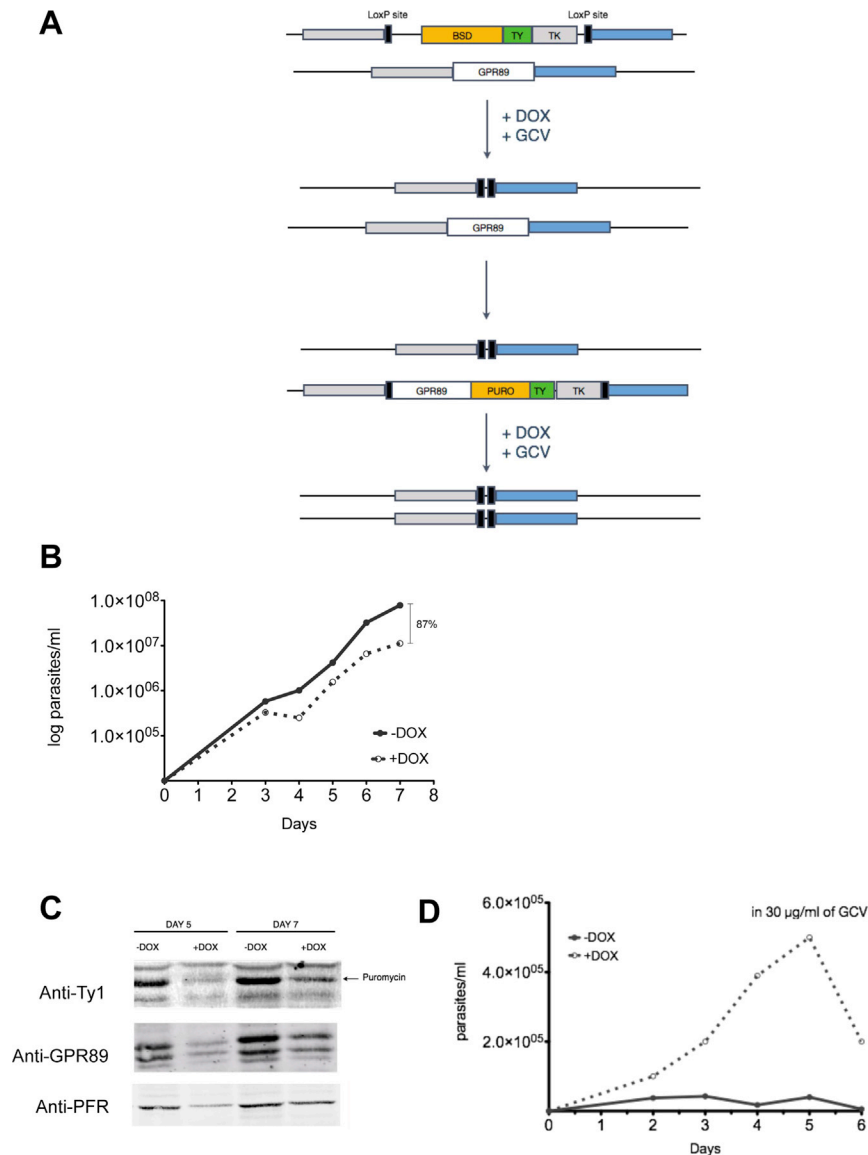 A
LoxP site LoxP site
BSD TY TK
GPR89
+ DOX
+ GCV
GPR89
GPR89 PURO TY TK
+ DOX
+ GCV
B
log parasites/ml
1.0×10⁰⁸
1.0×10⁰⁷
1.0×10⁰⁶
1.0×10⁰⁵
87%
-DOX
+DOX
0 1 2 3 4 5 6 7 8
Days
C
DAY 5 DAY 7
-DOX +DOX -DOX +DOX
Anti-Ty1
Puromycin
Anti-GPR89
Anti-PFR
D
in 30 µg/ml of GCV
parasites/ml
6.0×10⁰⁵
4.0×10⁰⁵
2.0×10⁰⁵
-DOX
+DOX
0 1 2 3 4 5 6
Days